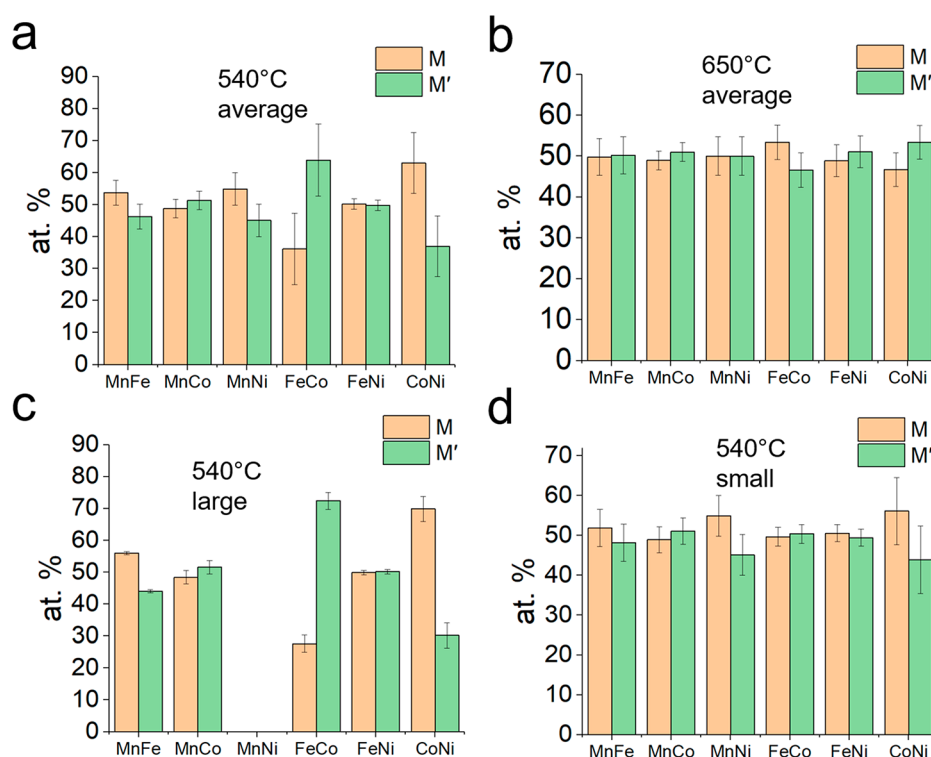 a
540°C
average
M
M′
at. %
90
80
70
60
50
40
30
20
10
0
MnFe MnCo MnNi FeCo FeNi CoNi
b
650°C
average
M
M′
at. %
70
60
50
40
30
20
10
0
MnFe MnCo MnNi FeCo FeNi CoNi
c
540°C
large
M
M′
at. %
90
80
70
60
50
40
30
20
10
0
MnFe MnCo MnNi FeCo FeNi CoNi
d
540°C
small
M
M′
at. %
70
60
50
40
30
20
10
0
MnFe MnCo MnNi FeCo FeNi CoNi